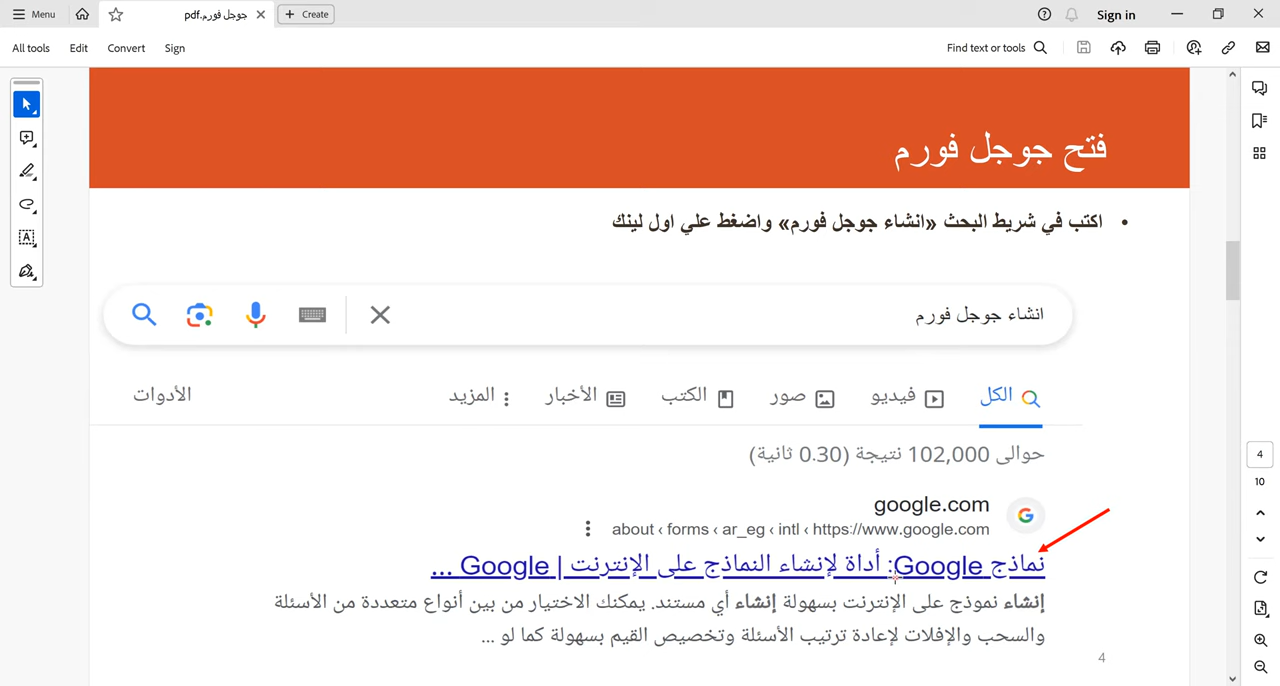 Menu
جوجل فورم.pdf
Create
Sign in
All tools
Edit
Convert
Sign
Find text or tools
فتح جوجل فورم
• اكتب في شريط البحث «انشاء جوجل فورم» واضغط علي اول لينك
انشاء جوجل فورم
الكل
فيديو
صور
الكتب
الأخبار
المزيد
الأدوات
حوالى 102,000 نتيجة (0.30 ثانية)
google.com
https://www.google.com › intl › ar_eg › forms › about
نماذج Google: أداة لإنشاء النماذج على الإنترنت | Google ...
إنشاء نموذج على الإنترنت بسهولة إنشاء أي مستند. يمكنك الاختيار من بين أنواع متعددة من الأسئلة
والسحب والإفلات لإعادة ترتيب الأسئلة وتخصيص القيم بسهولة كما لو ...
4
4
10